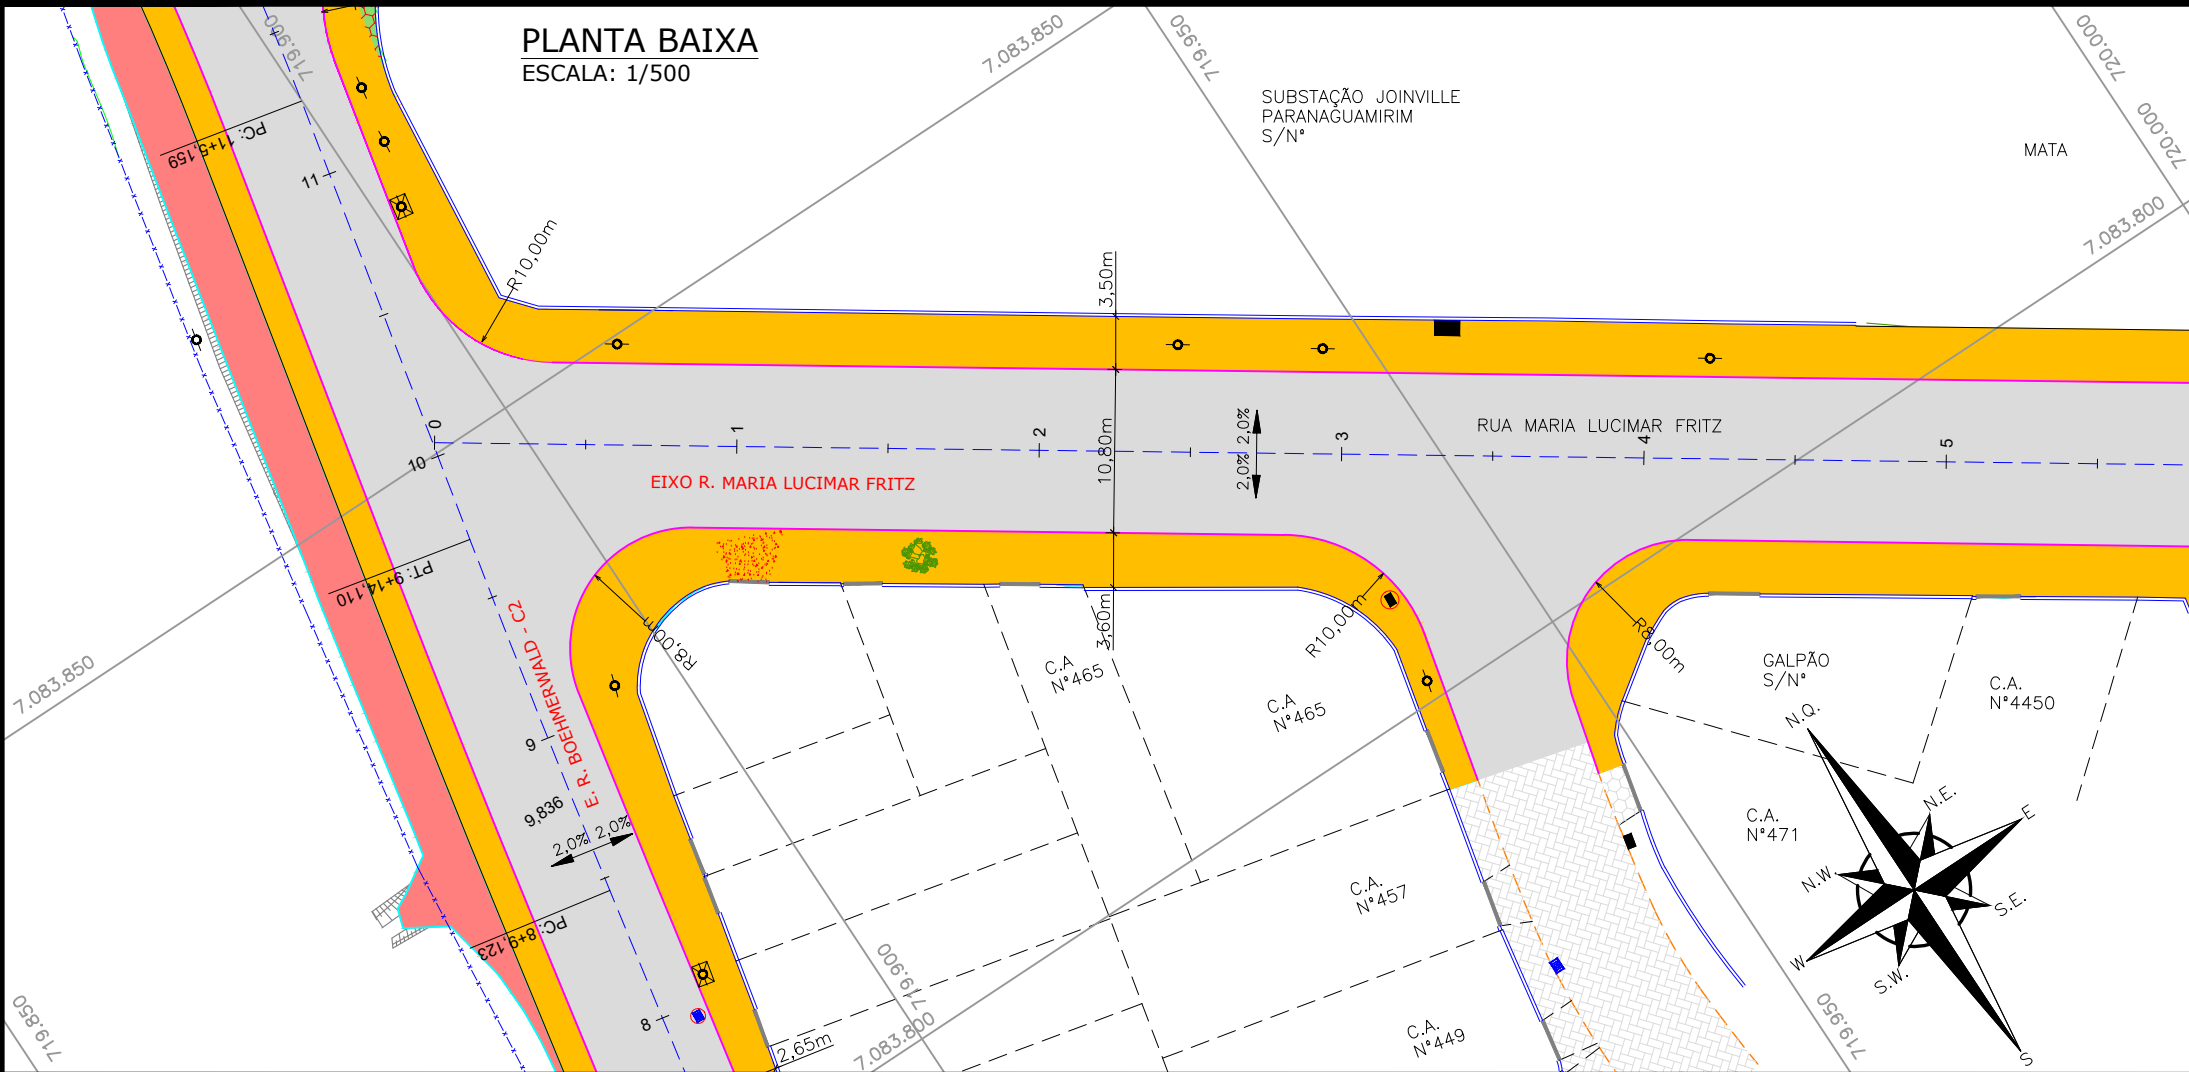 PLANTA BAIXA
ESCALA: 1/500
719.900
7.083.850
719.950
720.000
720.000
7.083.800
SUBSTAÇÃO JOINVILLE
PARANAGUAMIRIM
S/N°
MATA
PC: 11+5,159
11
R10,00m
3,50m
0
10
1
2
10,80m
2,0%
2,0%
3
RUA MARIA LUCIMAR FRITZ
4
5
EIXO R. MARIA LUCIMAR FRITZ
PT: 9+14,110
E. R. BOEHMERWALD - C2
R8,00m
3,60m
R10,00m
R8,00m
C.A
N°465
C.A
N°465
GALPÃO
S/N°
C.A.
N°4450
7.083.850
9
9,836
2,0%
2,0%
C.A.
N°471
N.Q.
N.E.
E
N.W.
S.E.
W
S.W.
S
C.A.
N°457
PC: 8+9,123
8
719.900
7.083.800
2,65m
C.A.
N°449
719.950
719.850